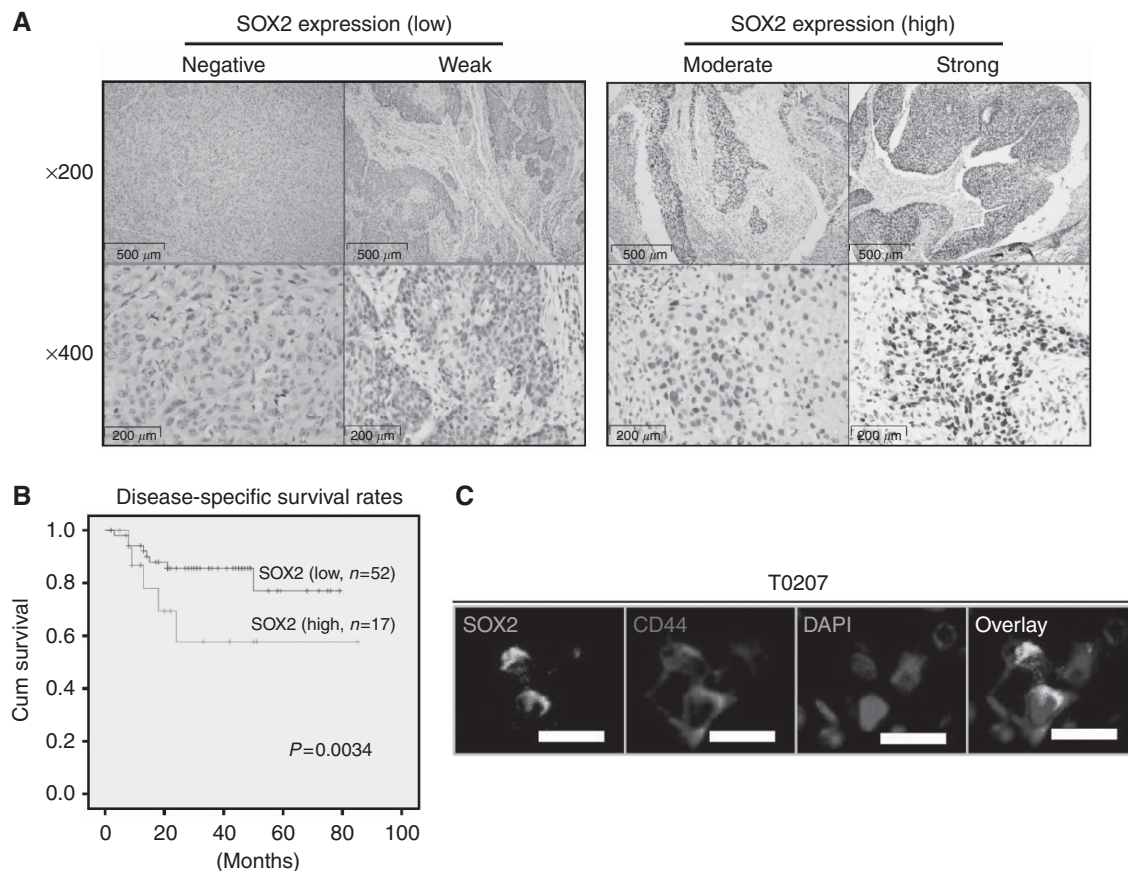 A
SOX2 expression (low)
SOX2 expression (high)
Negative
Weak
Moderate
Strong
×200
500 μm
500 μm
500 μm
500 μm
×400
200 μm
200 μm
200 μm
200 μm
B
Disease-specific survival rates
Cum survival
1.0
0.8
0.6
0.4
0.2
0.0
SOX2 (low, n=52)
SOX2 (high, n=17)
P=0.0034
0 20 40 60 80 100
(Months)
C
T0207
SOX2
CD44
DAPI
Overlay